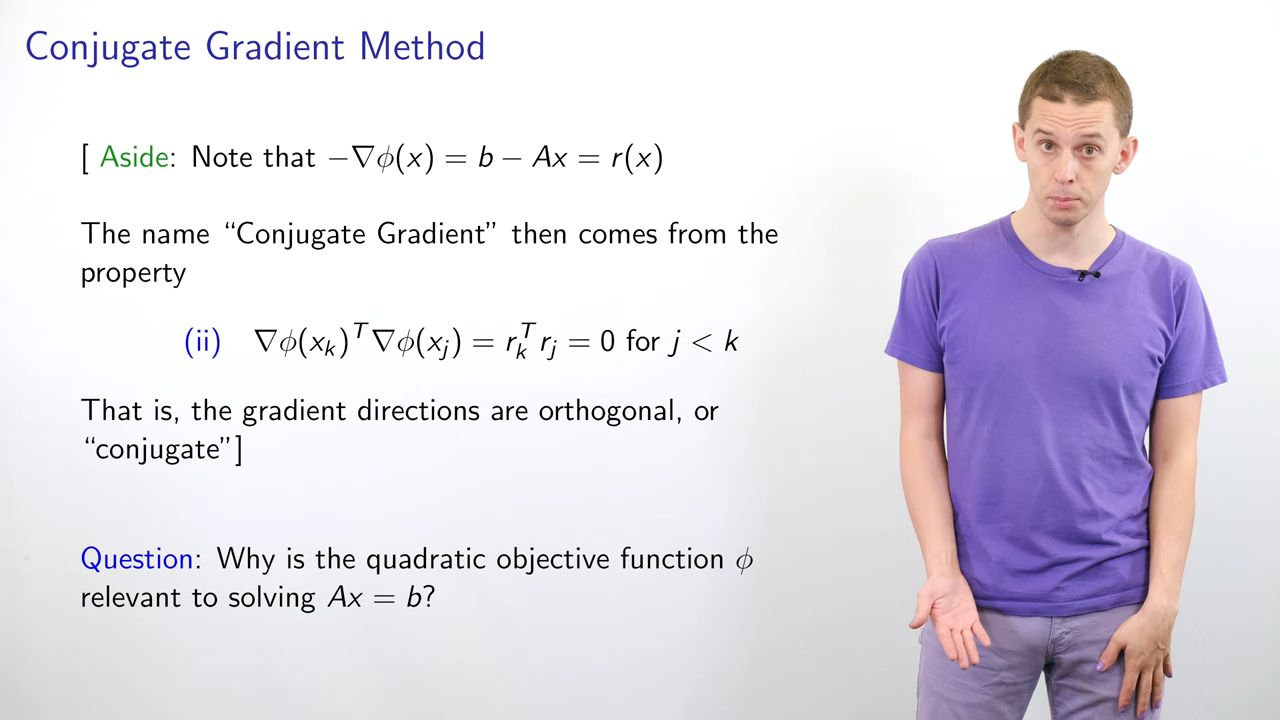 Conjugate Gradient Method
[ Aside: Note that −∇ϕ(x) = b − Ax = r(x)
The name “Conjugate Gradient” then comes from the
property
(ii) ∇ϕ(x_k)^T ∇ϕ(x_j) = r_k^T r_j = 0 for j < k
That is, the gradient directions are orthogonal, or
“conjugate”]
Question: Why is the quadratic objective function ϕ
relevant to solving Ax = b?